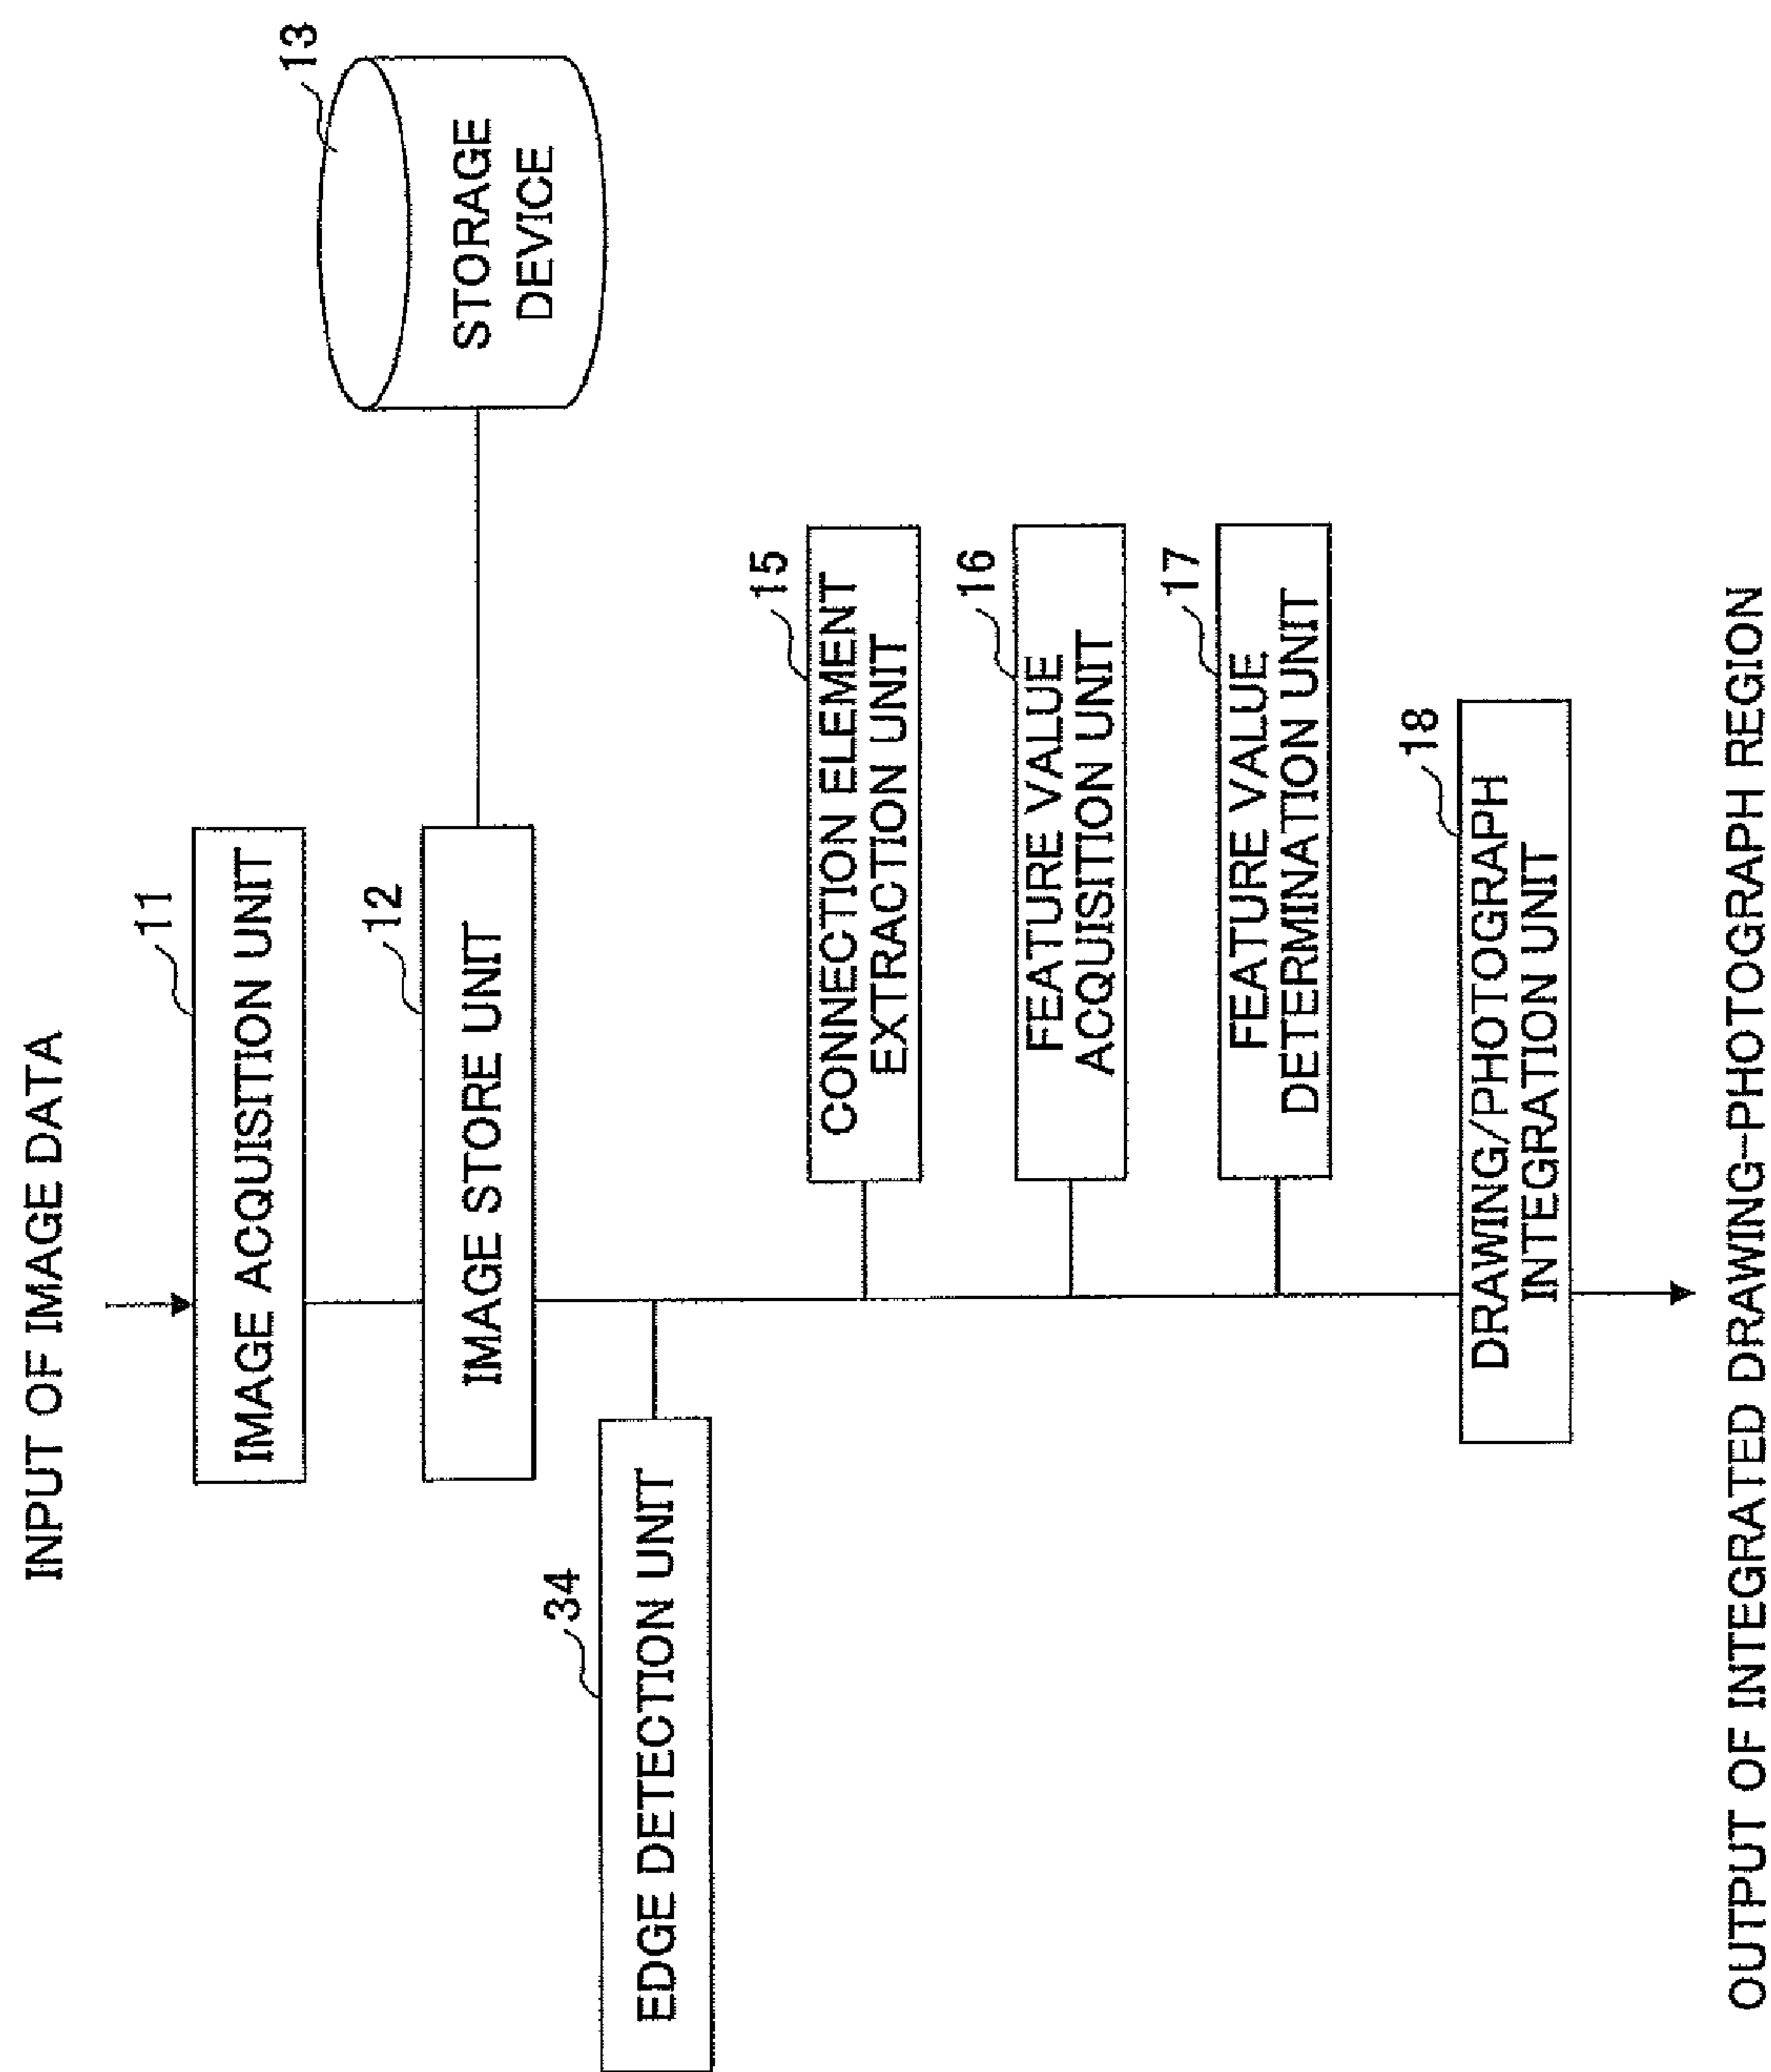 INPUT OF IMAGE DATA
11
IMAGE ACQUISITION UNIT
12
IMAGE STORE UNIT
13
STORAGE
DEVICE
34
EDGE DETECTION UNIT
15
CONNECTION ELEMENT
EXTRACTION UNIT
16
FEATURE VALUE
ACQUISITION UNIT
17
FEATURE VALUE
DETERMINATION UNIT
18
DRAWING/PHOTOGRAPH
INTEGRATION UNIT
OUTPUT OF INTEGRATED DRAWING-PHOTOGRAPH REGION